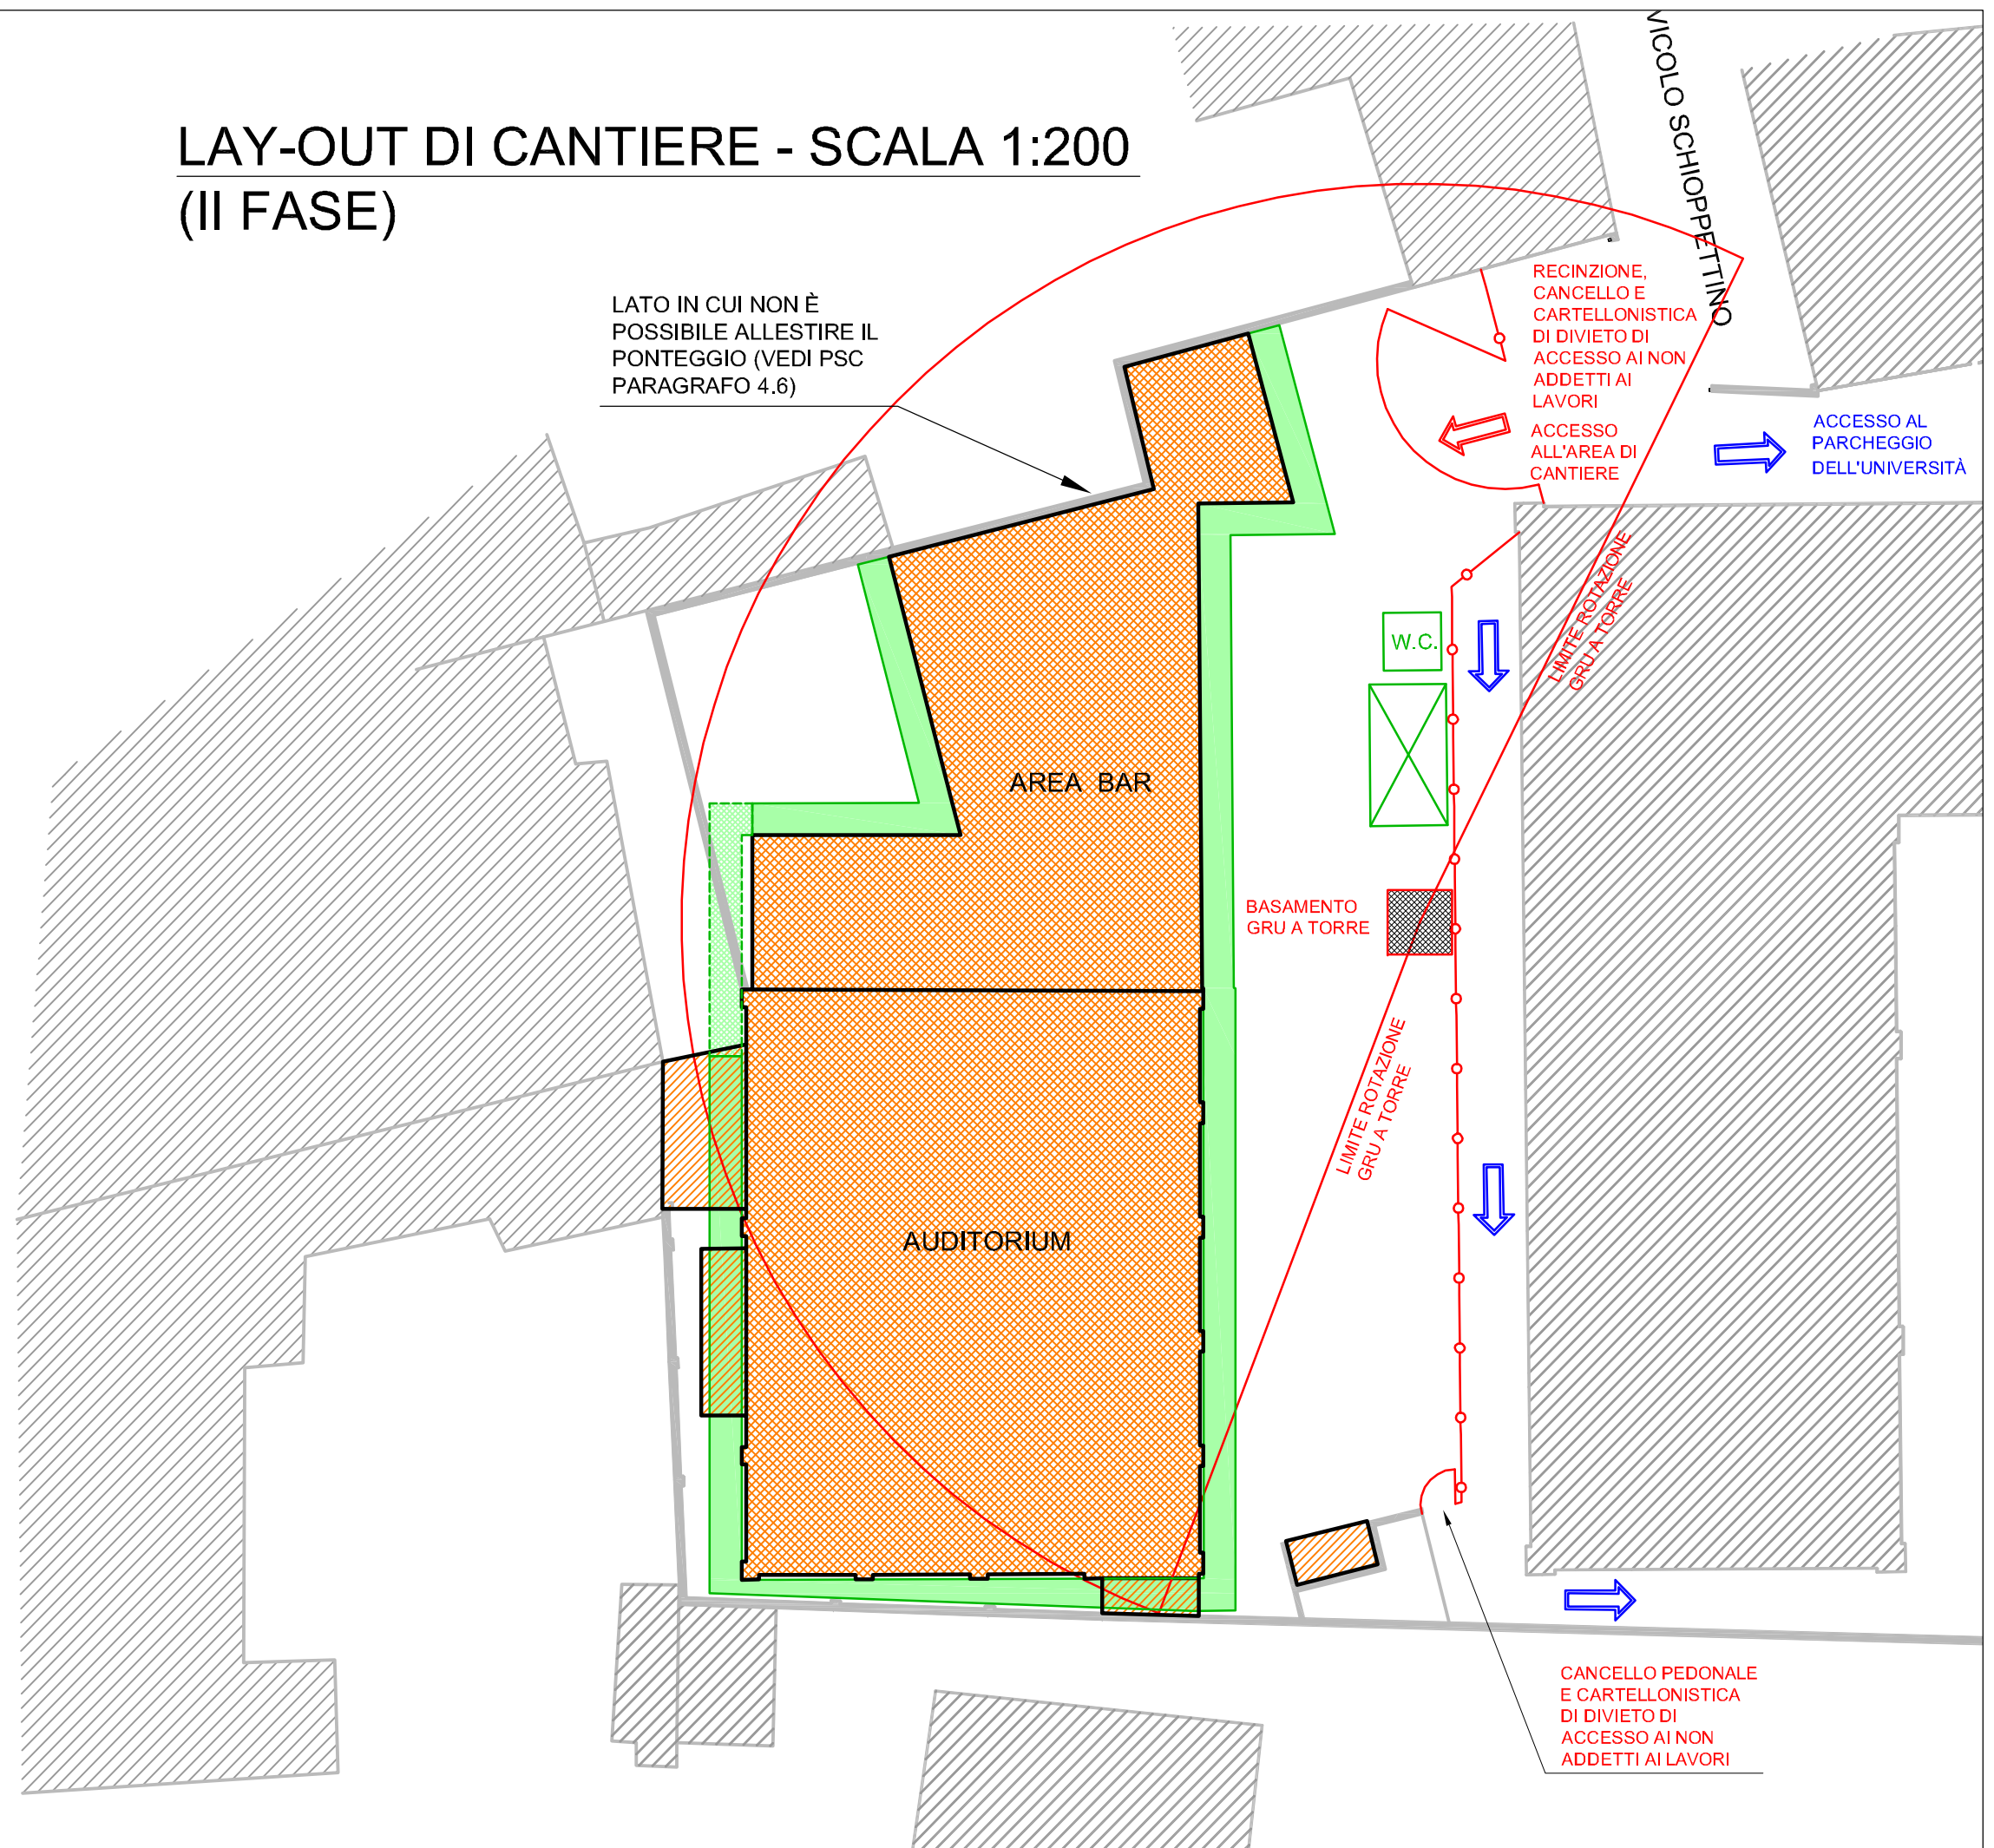 LAY-OUT DI CANTIERE - SCALA 1:200
(II FASE)
VICOLO SCHIOPPETTINO
LATO IN CUI NON È
POSSIBILE ALLESTIRE IL
PONTEGGIO (VEDI PSC
PARAGRAFO 4.6)
RECINZIONE,
CANCELLO E
CARTELLONISTICA
DI DIVIETO DI
ACCESSO AI NON
ADDETTI AI
LAVORI
ACCESSO
ALL'AREA DI
CANTIERE
ACCESSO AL
PARCHEGGIO
DELL'UNIVERSITÀ
LIMITE ROTAZIONE
GRU A TORRE
W.C.
AREA BAR
BASAMENTO
GRU A TORRE
LIMITE ROTAZIONE
GRU A TORRE
AUDITORIUM
CANCELLO PEDONALE
E CARTELLONISTICA
DI DIVIETO DI
ACCESSO AI NON
ADDETTI AI LAVORI